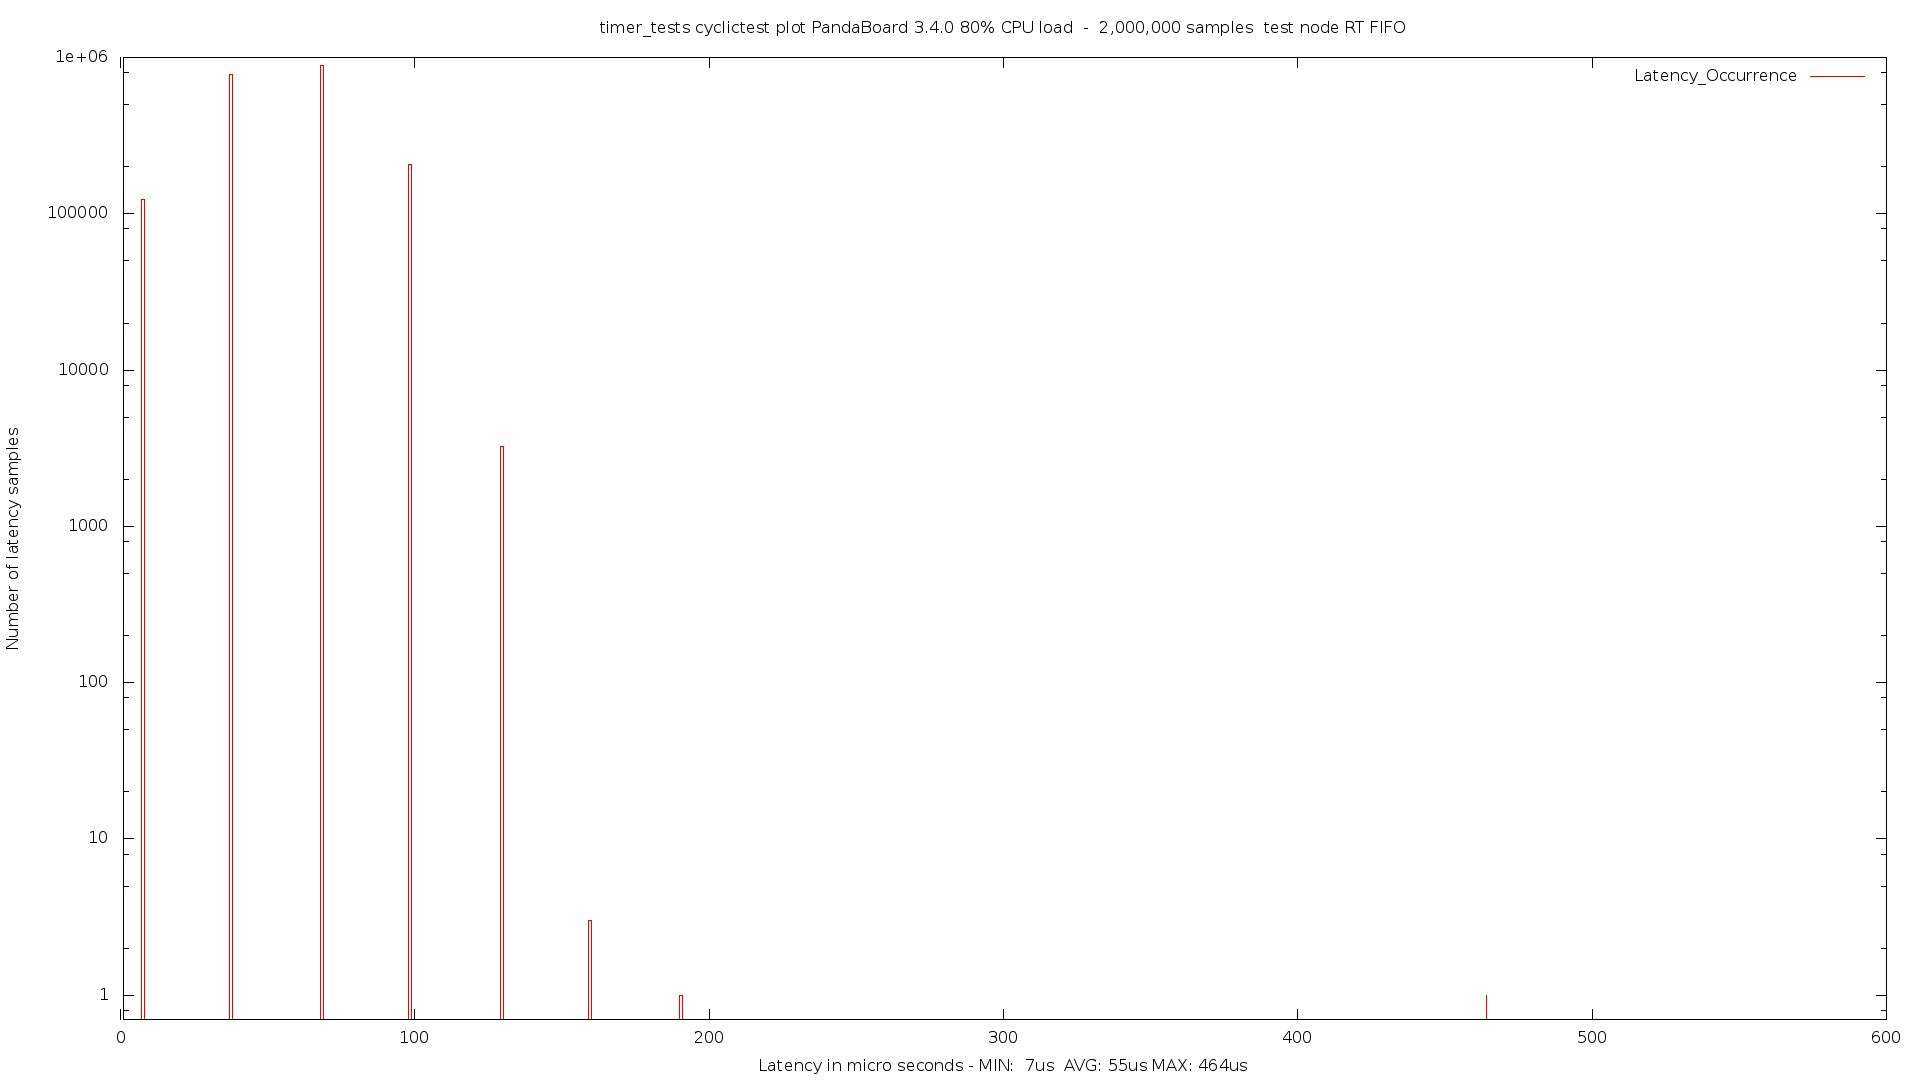 timer_tests cyclictest plot PandaBoard 3.4.0 80% CPU load  -  2,000,000 samples  test node RT FIFO
Latency_Occurrence
1e+06
100000
10000
1000
100
10
1
Number of latency samples
0 100 200 300 400 500 600
Latency in micro seconds - MIN:  7us  AVG: 55us MAX: 464us